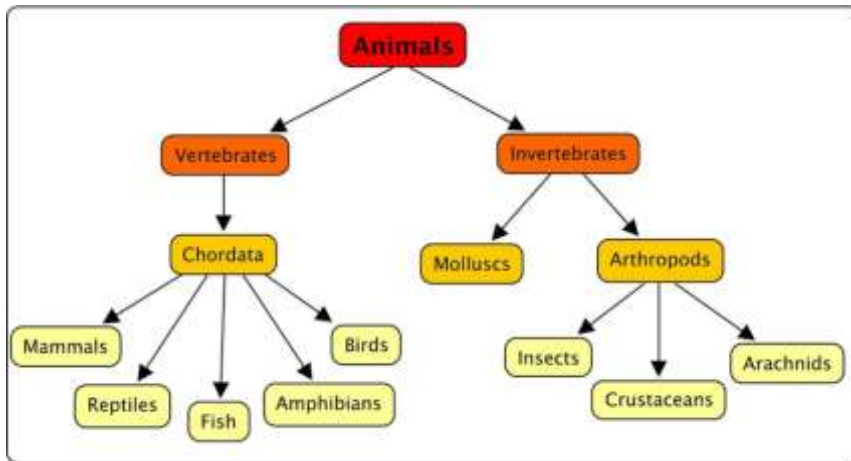 Animals
Vertebrates
Invertebrates
Chordata
Molluscs
Arthropods
Mammals
Reptiles
Fish
Amphibians
Birds
Insects
Crustaceans
Arachnids